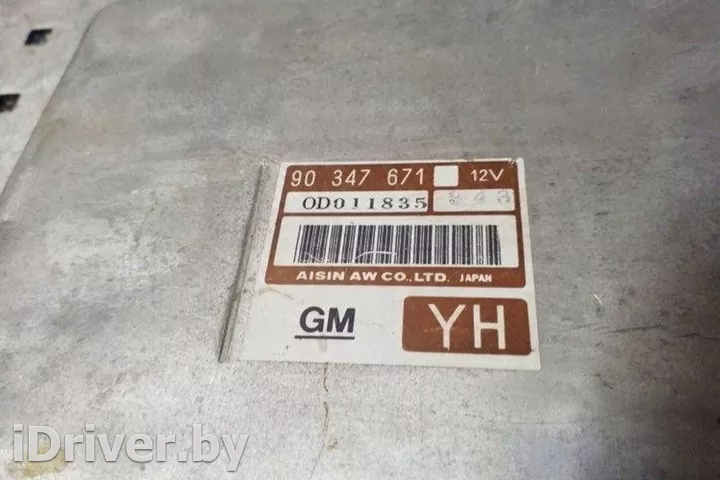 90 347 671 12V
OD011835
AISIN AW CO.,LTD. JAPAN
GM YH
iDriver.by